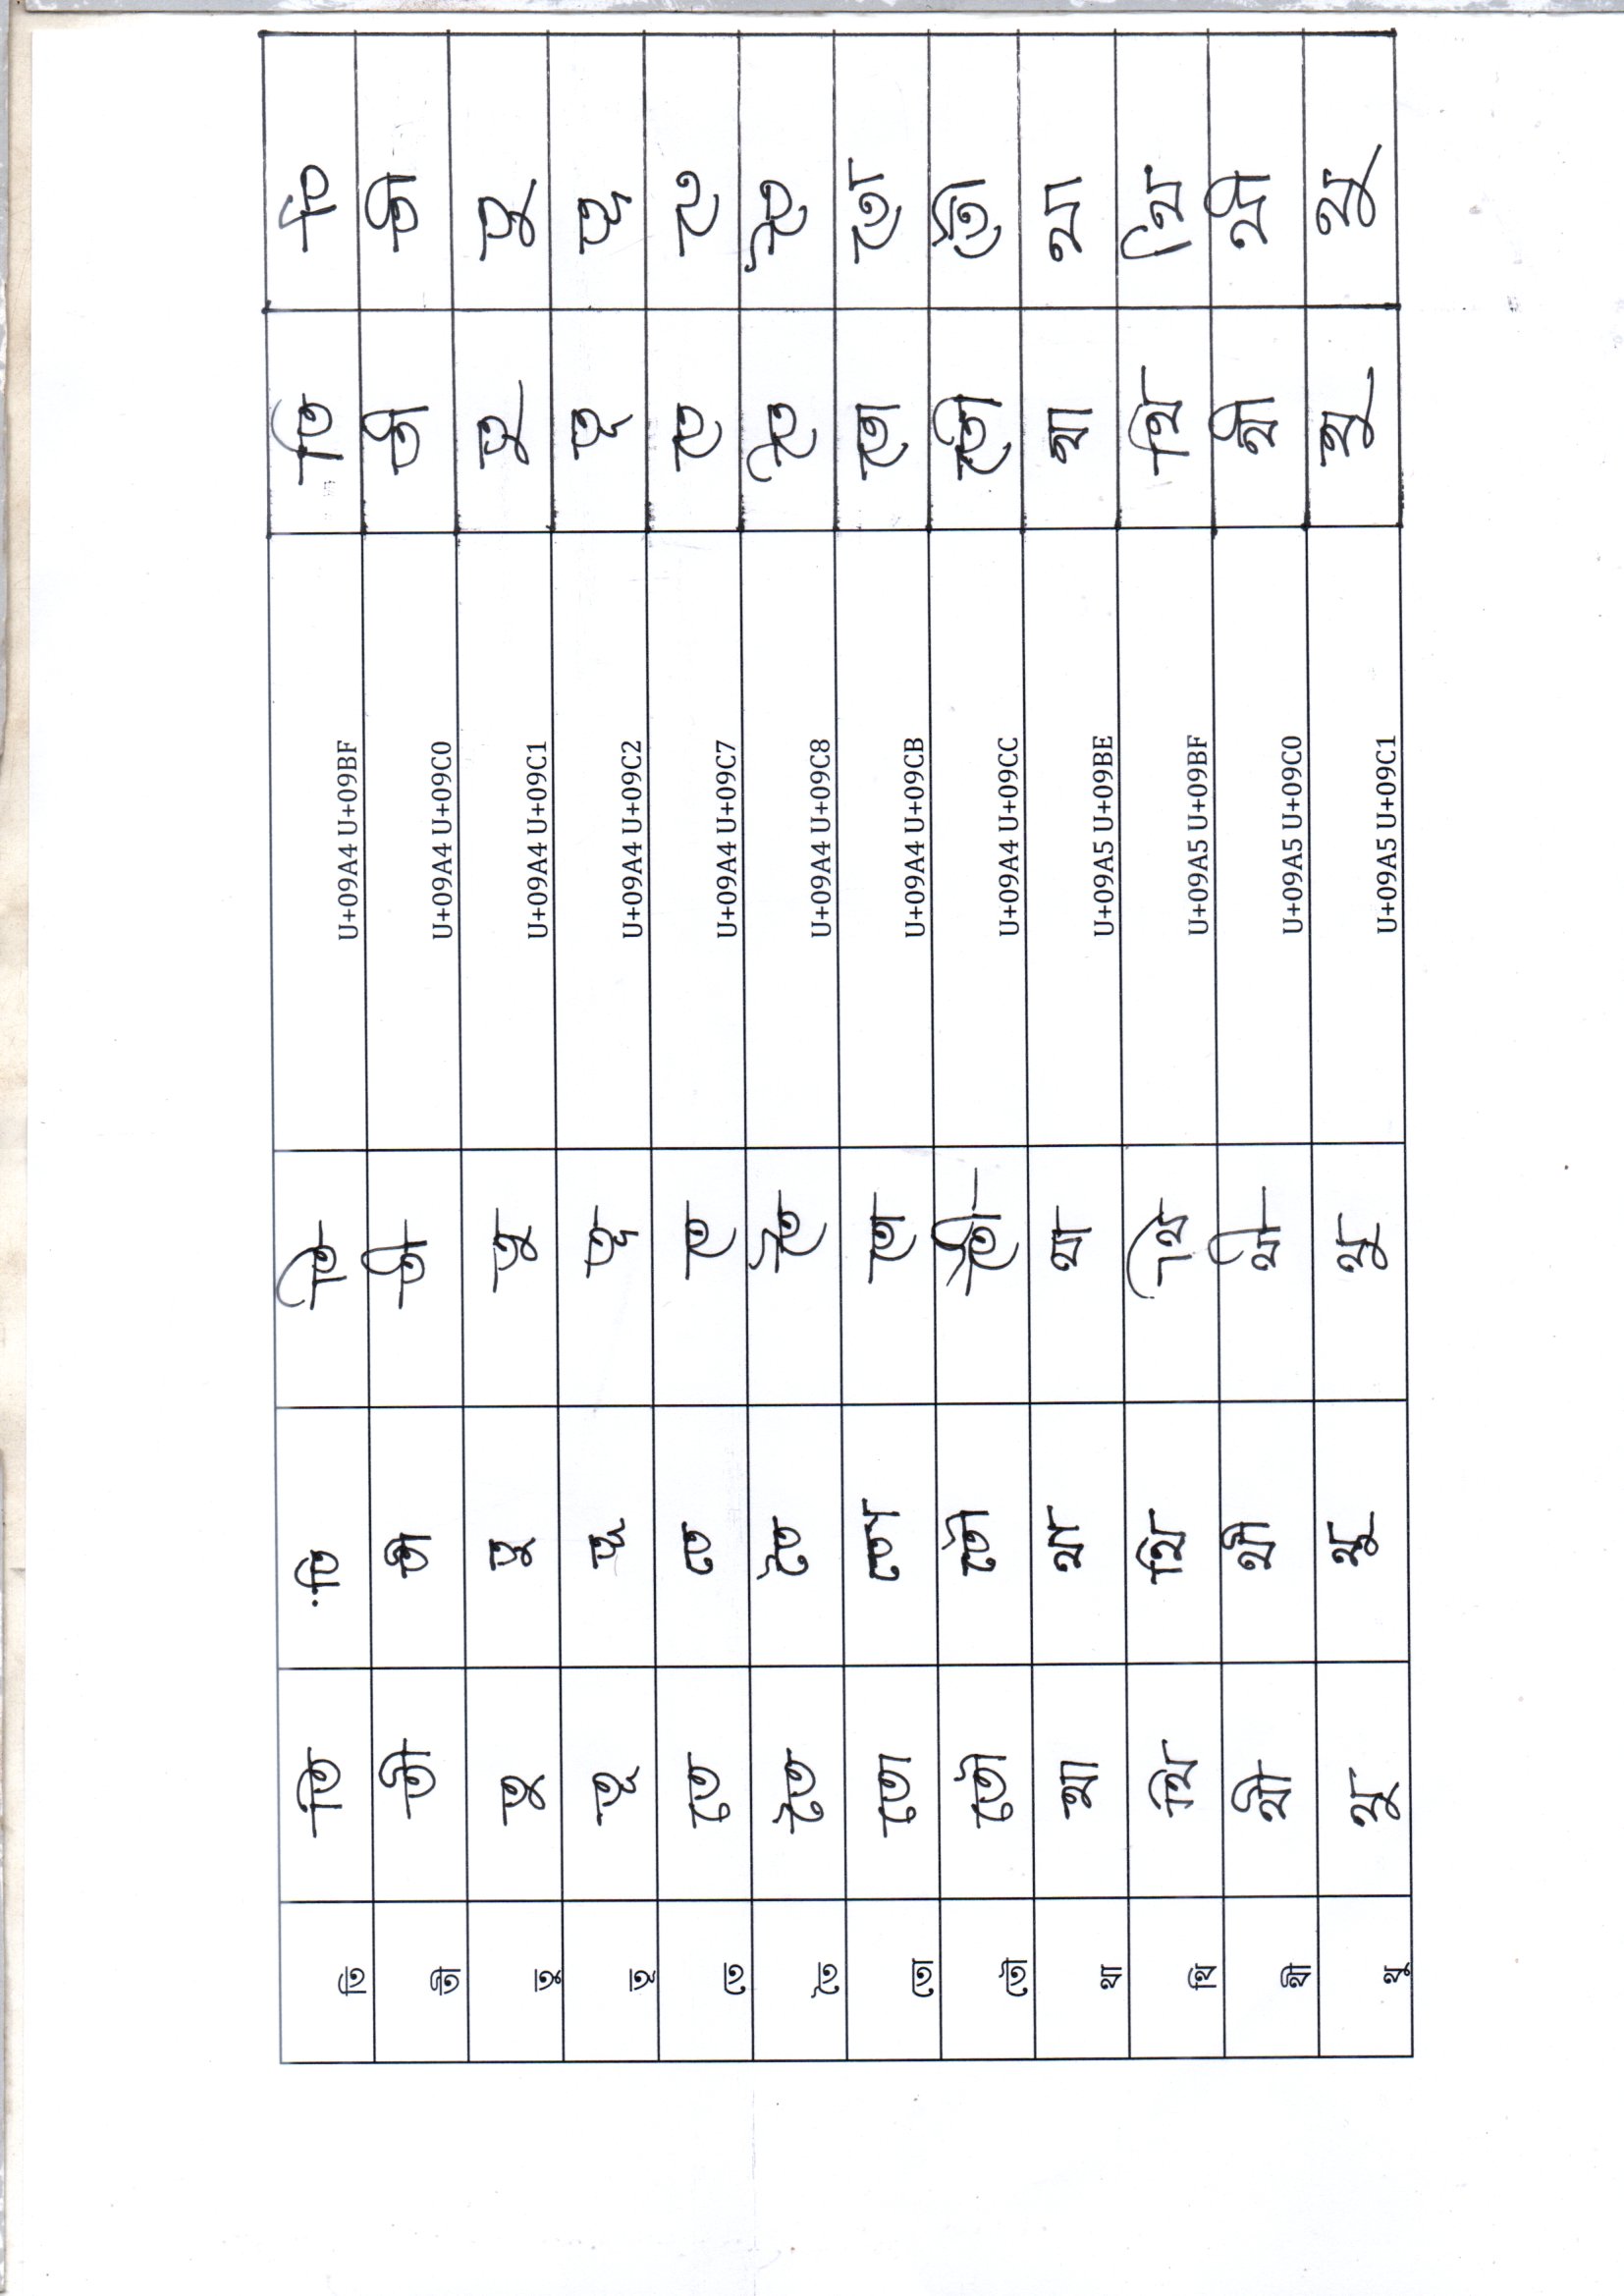 তি তি তি তি U+09A4 U+09BF তি তি
তী তী তী তী U+09A4 U+09C0 তী তী
তু তু তু তু U+09A4 U+09C1 তু তু
তূ তূ তূ তূ U+09A4 U+09C2 তূ তূ
তে তে তে তে U+09A4 U+09C7 তে তে
তৈ তৈ তৈ তৈ U+09A4 U+09C8 তৈ তৈ
তো তো তো তো U+09A4 U+09CB তো তো
তৌ তৌ তৌ তৌ U+09A4 U+09CC তৌ তৌ
থা থা থা থা U+09A5 U+09BE থা থা
থি থি থি থি U+09A5 U+09BF থি থি
থী থী থী থী U+09A5 U+09C0 থী থী
থু থু থু থু U+09A5 U+09C1 থু থু